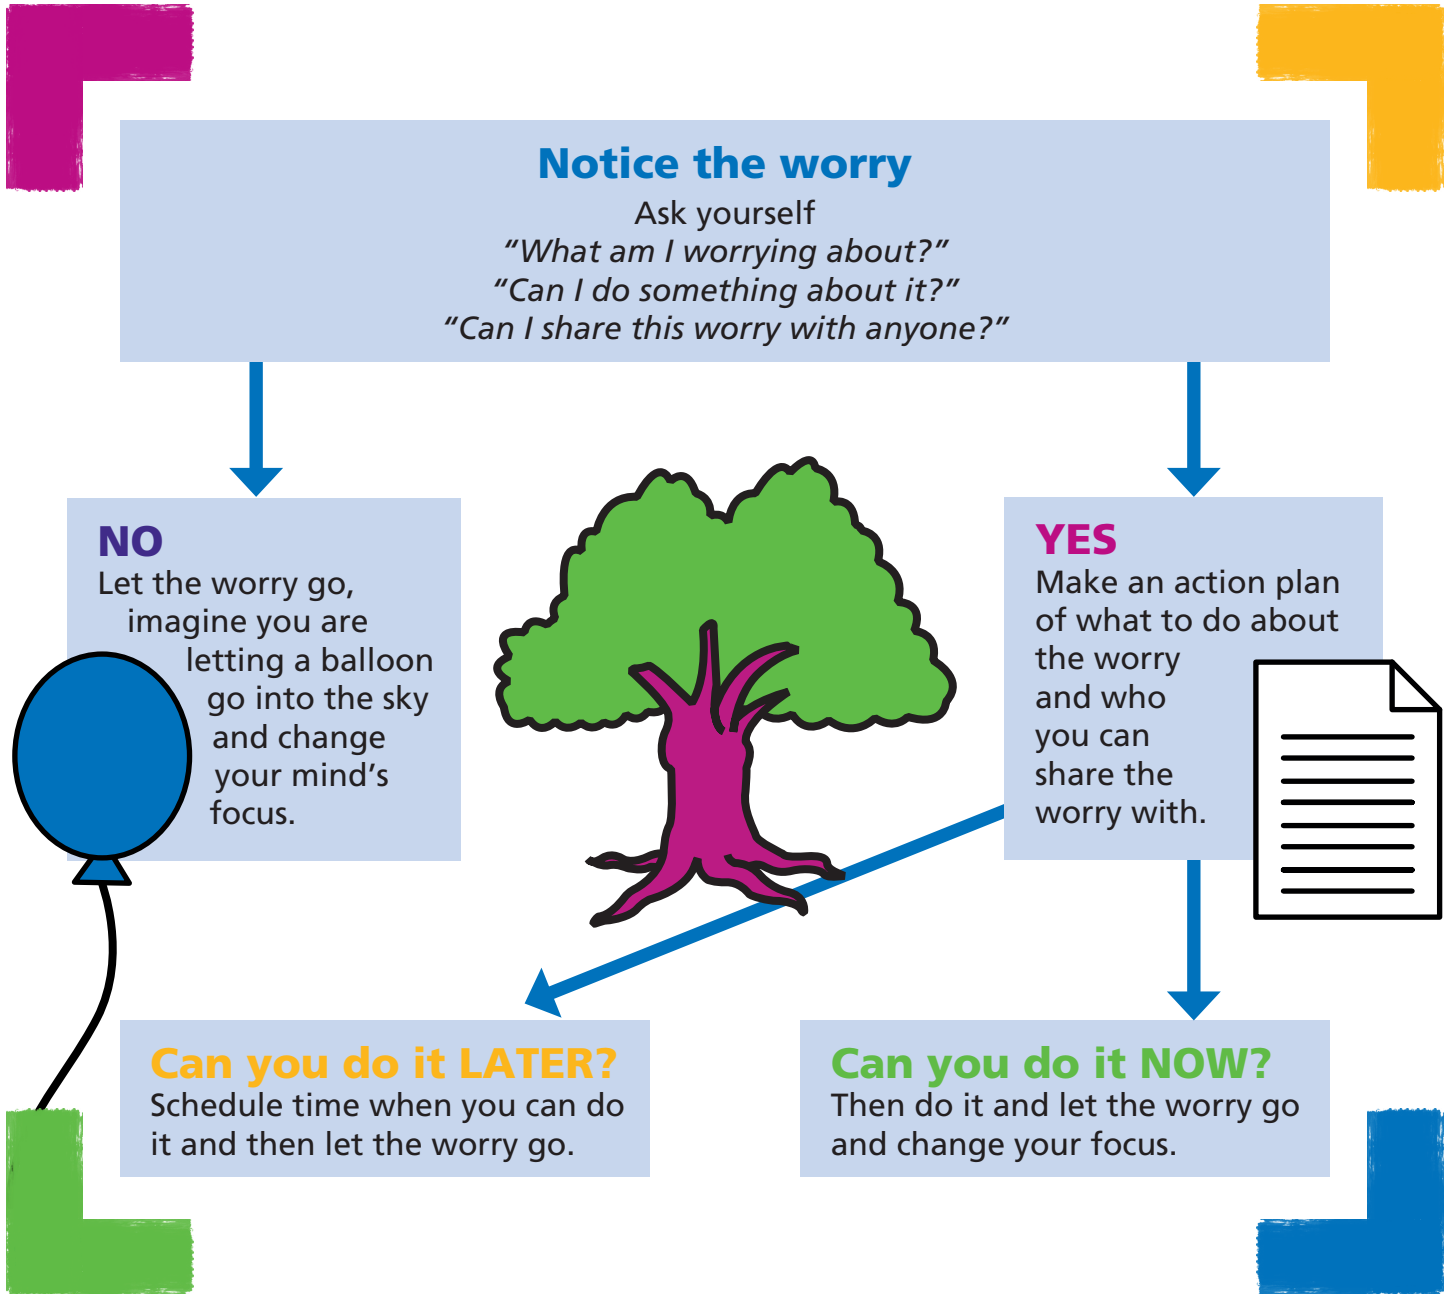 Notice the worry
Ask yourself
“What am I worrying about?”
“Can I do something about it?”
“Can I share this worry with anyone?”
NO
Let the worry go,
imagine you are
letting a balloon
go into the sky
and change
your mind’s
focus.
YES
Make an action plan
of what to do about
the worry
and who
you can
share the
worry with.
Can you do it LATER?
Schedule time when you can do
it and then let the worry go.
Can you do it NOW?
Then do it and let the worry go
and change your focus.